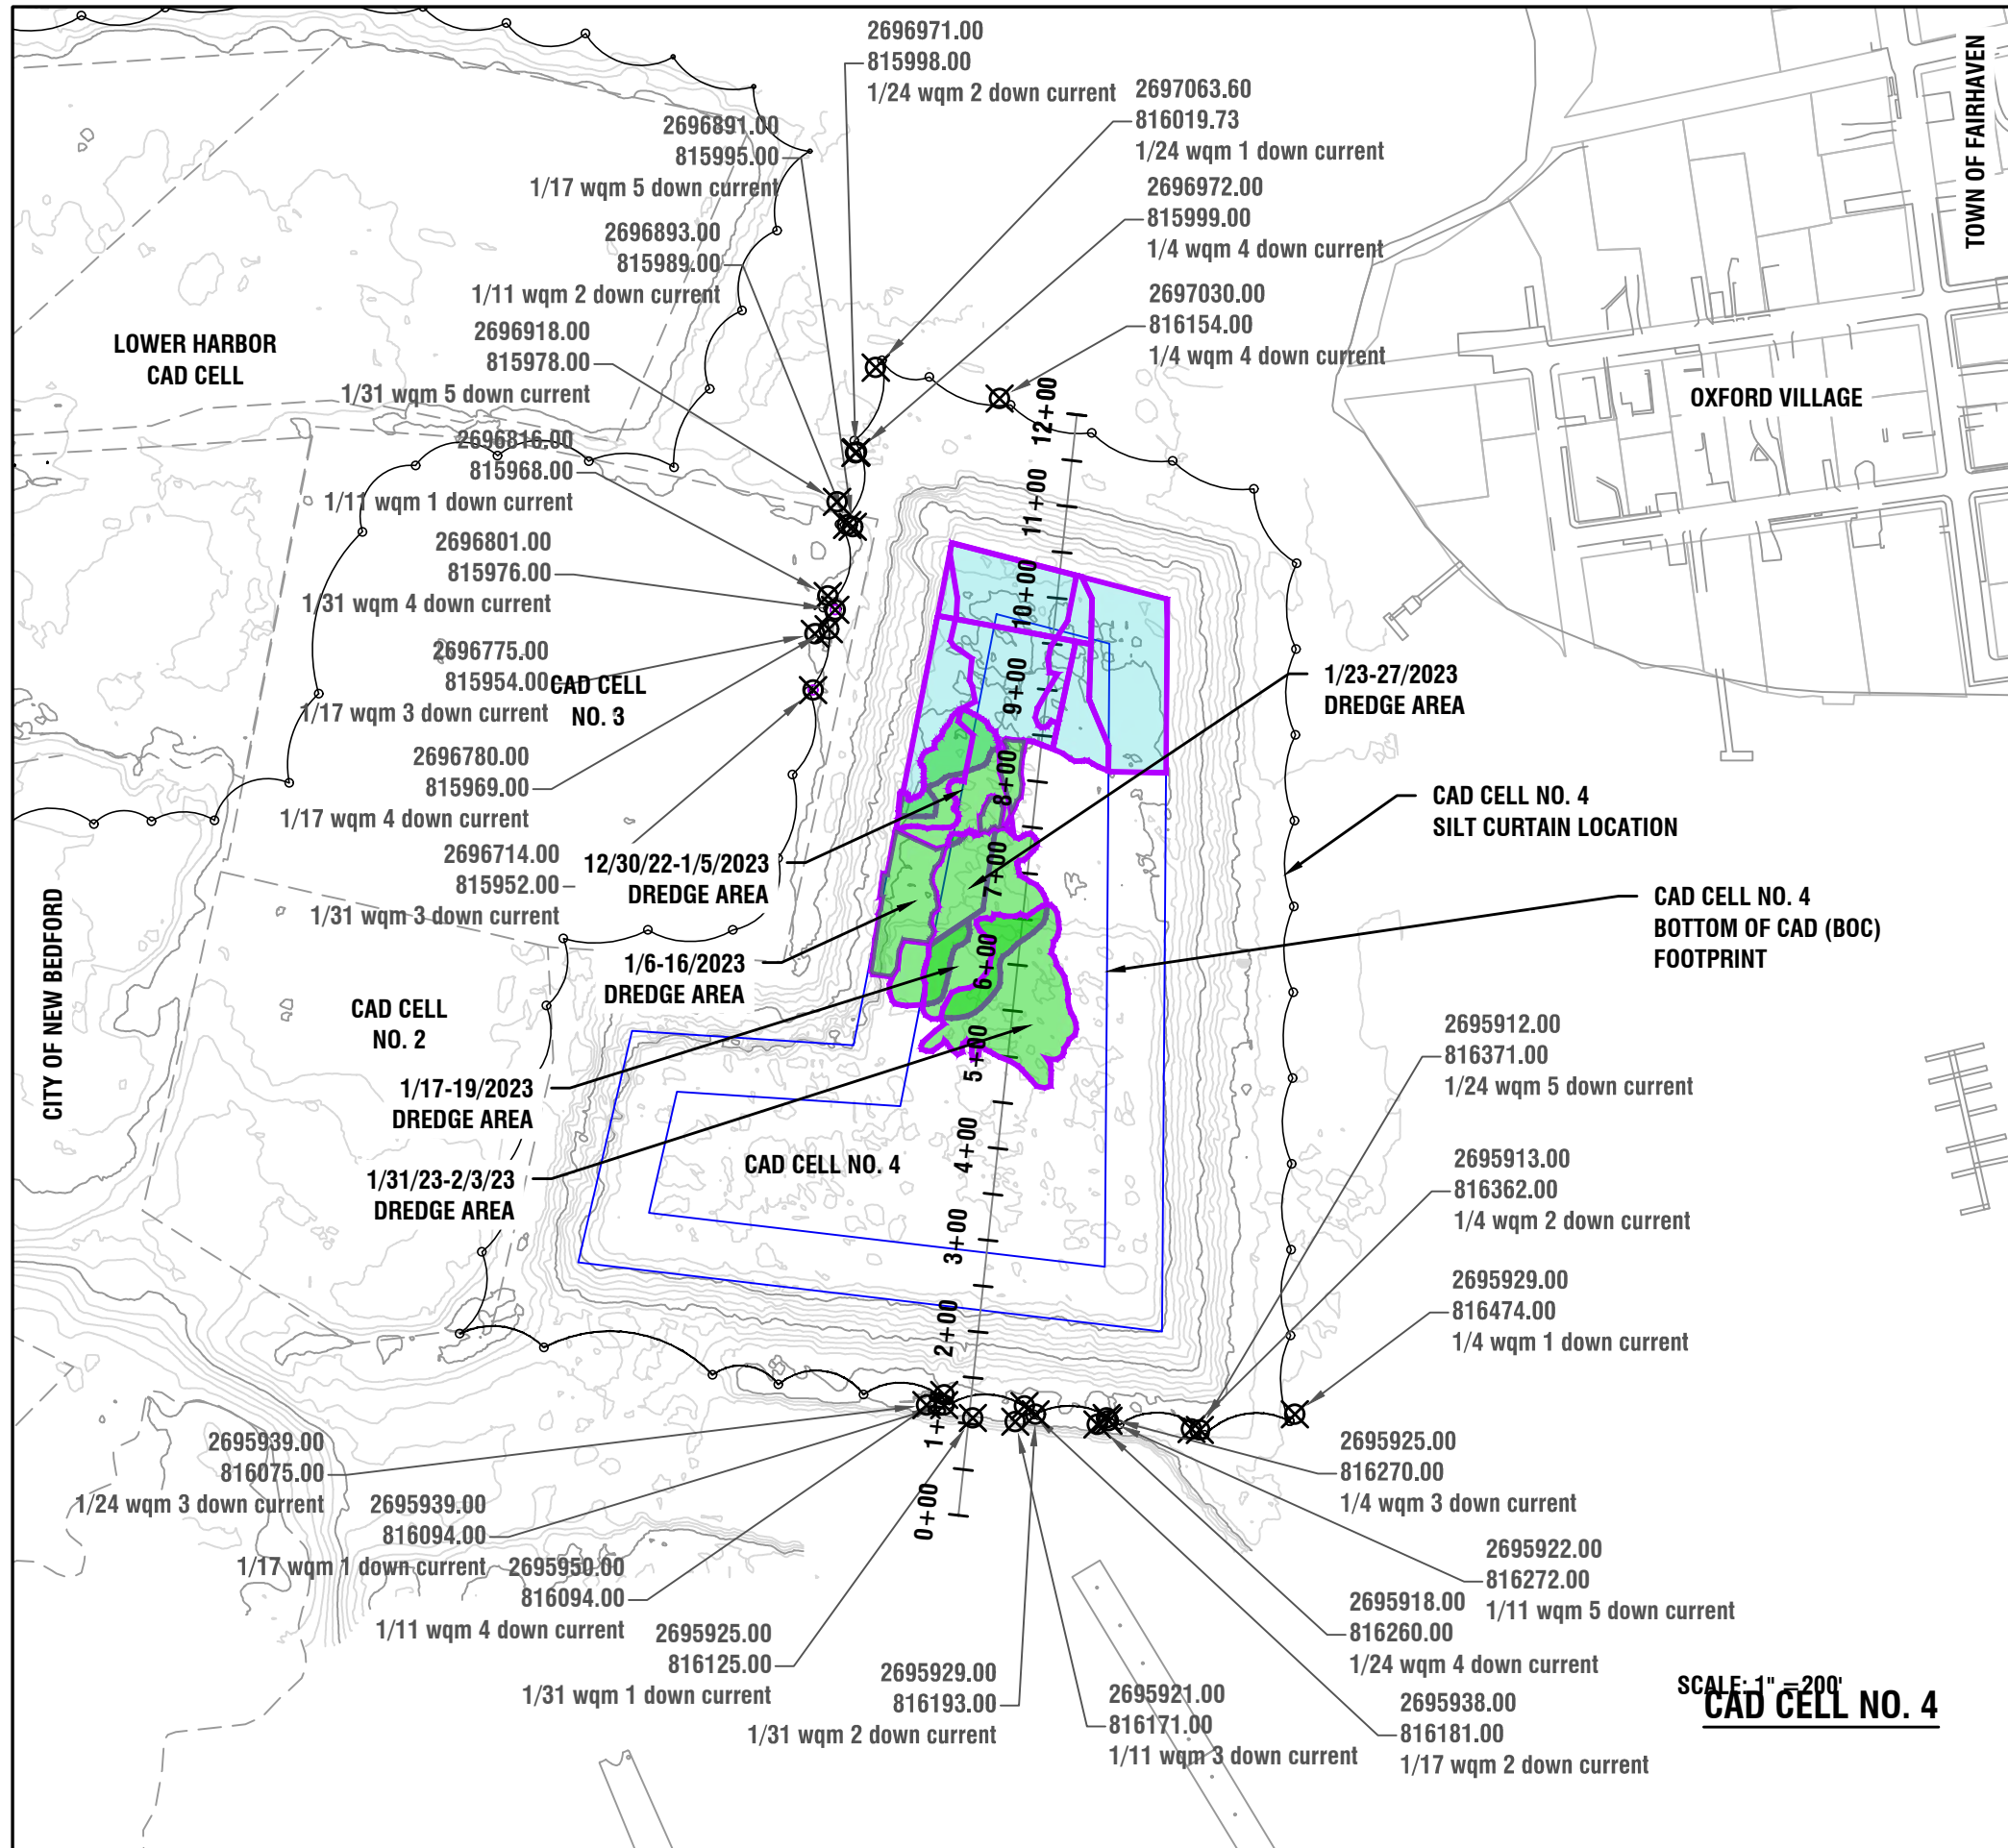 2696971.00
815998.00
1/24 wqm 2 down current
2697063.60
816019.73
1/24 wqm 1 down current
2696891.00
815995.00
1/17 wqm 5 down current
2696972.00
815999.00
1/4 wqm 4 down current
2696893.00
815989.00
1/11 wqm 2 down current
2697030.00
816154.00
1/4 wqm 4 down current
TOWN OF FAIRHAVEN
LOWER HARBOR
CAD CELL
2696918.00
815978.00
1/31 wqm 5 down current
OXFORD VILLAGE
2696816.00
815968.00
1/11 wqm 1 down current
2696801.00
815976.00
1/31 wqm 4 down current
2696775.00
815954.00
1/17 wqm 3 down current
CAD CELL
NO. 3
2696780.00
815969.00
1/17 wqm 4 down current
2696714.00
815952.00
1/31 wqm 3 down current
12+00
11+00
10+00
9+00
8+00
7+00
6+00
5+00
4+00
3+00
2+00
1+
0+00
1/23-27/2023
DREDGE AREA
CAD CELL NO. 4
SILT CURTAIN LOCATION
12/30/22-1/5/2023
DREDGE AREA
CAD CELL NO. 4
BOTTOM OF CAD (BOC)
FOOTPRINT
1/6-16/2023
DREDGE AREA
CITY OF NEW BEDFORD
CAD CELL
NO. 2
1/17-19/2023
DREDGE AREA
1/31/23-2/3/23
DREDGE AREA
CAD CELL NO. 4
2695912.00
816371.00
1/24 wqm 5 down current
2695913.00
816362.00
1/4 wqm 2 down current
2695929.00
816474.00
1/4 wqm 1 down current
2695939.00
816075.00
1/24 wqm 3 down current
2695939.00
816094.00
1/17 wqm 1 down current
2695950.00
816094.00
1/11 wqm 4 down current
2695925.00
816125.00
1/31 wqm 1 down current
2695929.00
816193.00
1/31 wqm 2 down current
2695921.00
816171.00
1/11 wqm 3 down current
2695925.00
816270.00
1/4 wqm 3 down current
2695922.00
816272.00
1/11 wqm 5 down current
2695918.00
816260.00
1/24 wqm 4 down current
2695938.00
816181.00
1/17 wqm 2 down current
SCALE: 1" =200'
CAD CELL NO. 4